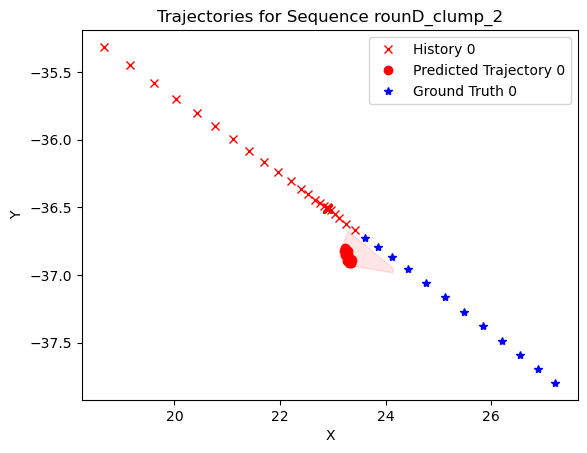 Trajectories for Sequence rounD_clump_2
History 0
Predicted Trajectory 0
Ground Truth 0
Y
−35.5
−36.0
−36.5
−37.0
−37.5
20 22 24 26
X